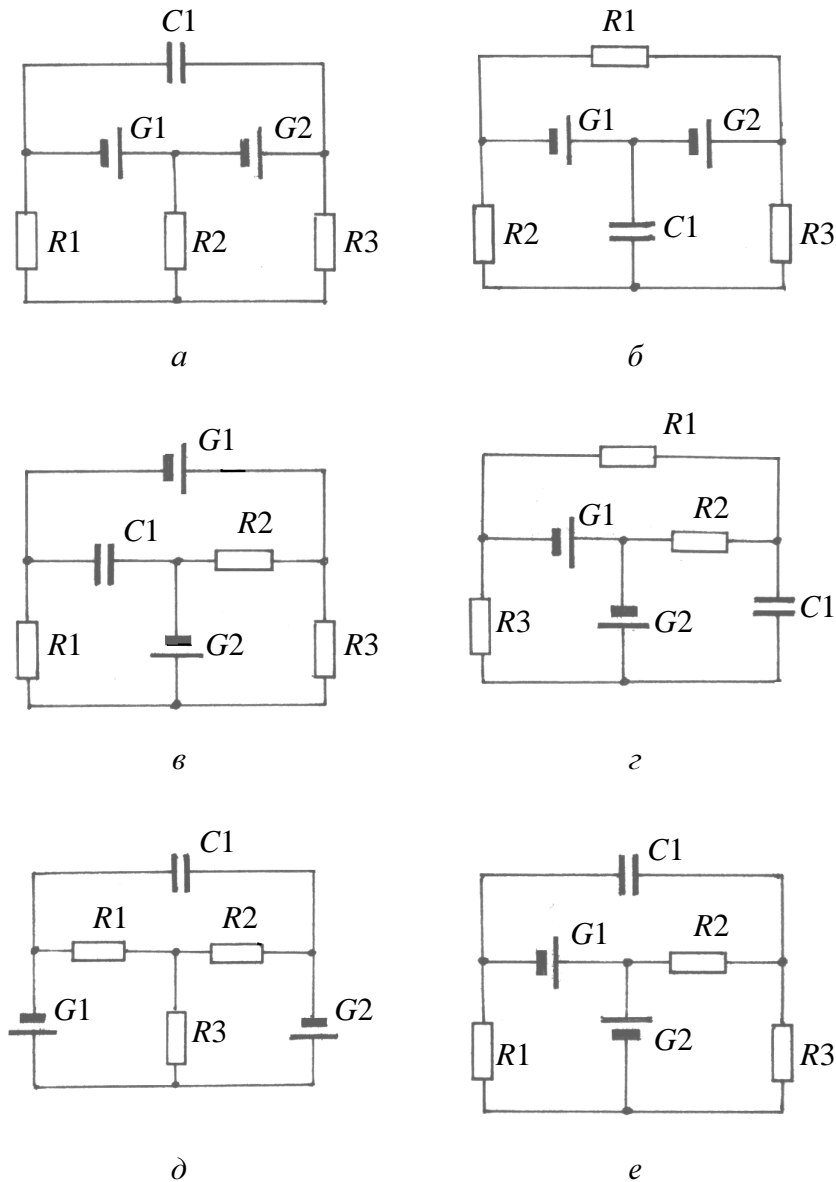 C1
G1 G2
R1 R2 R3
а
R1
G1 G2
R2 C1 R3
б
G1
C1 R2
R1 G2 R3
в
R1
G1 R2
R3 G2 C1
г
C1
R1 R2
G1 R3 G2
д
C1
G1 R2
R1 G2 R3
е